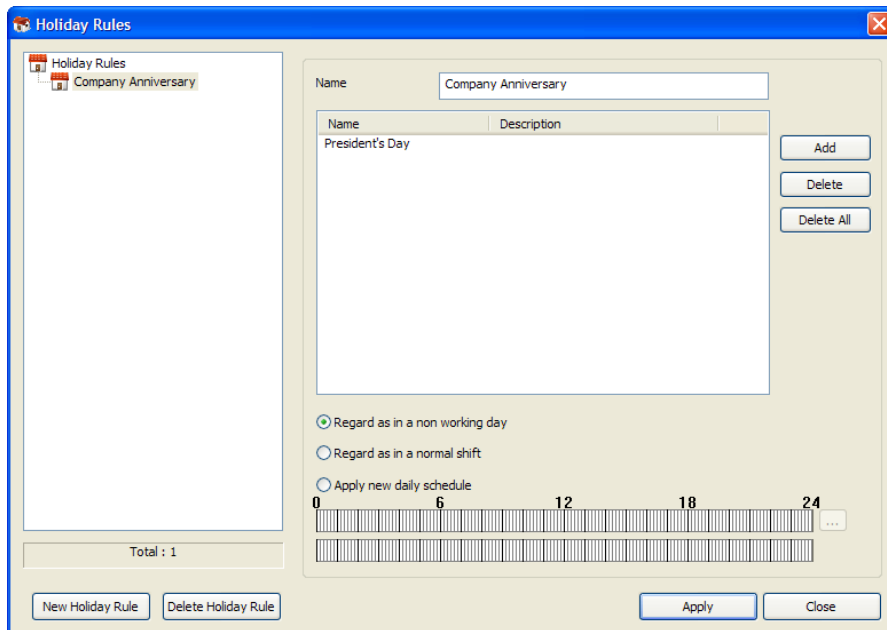 Holiday Rules
Holiday Rules
Company Anniversary
Name
Company Anniversary
Name Description
President's Day
Add
Delete
Delete All
Regard as in a non working day
Regard as in a normal shift
Apply new daily schedule
0 6 12 18 24
...
Total : 1
New Holiday Rule Delete Holiday Rule Apply Close